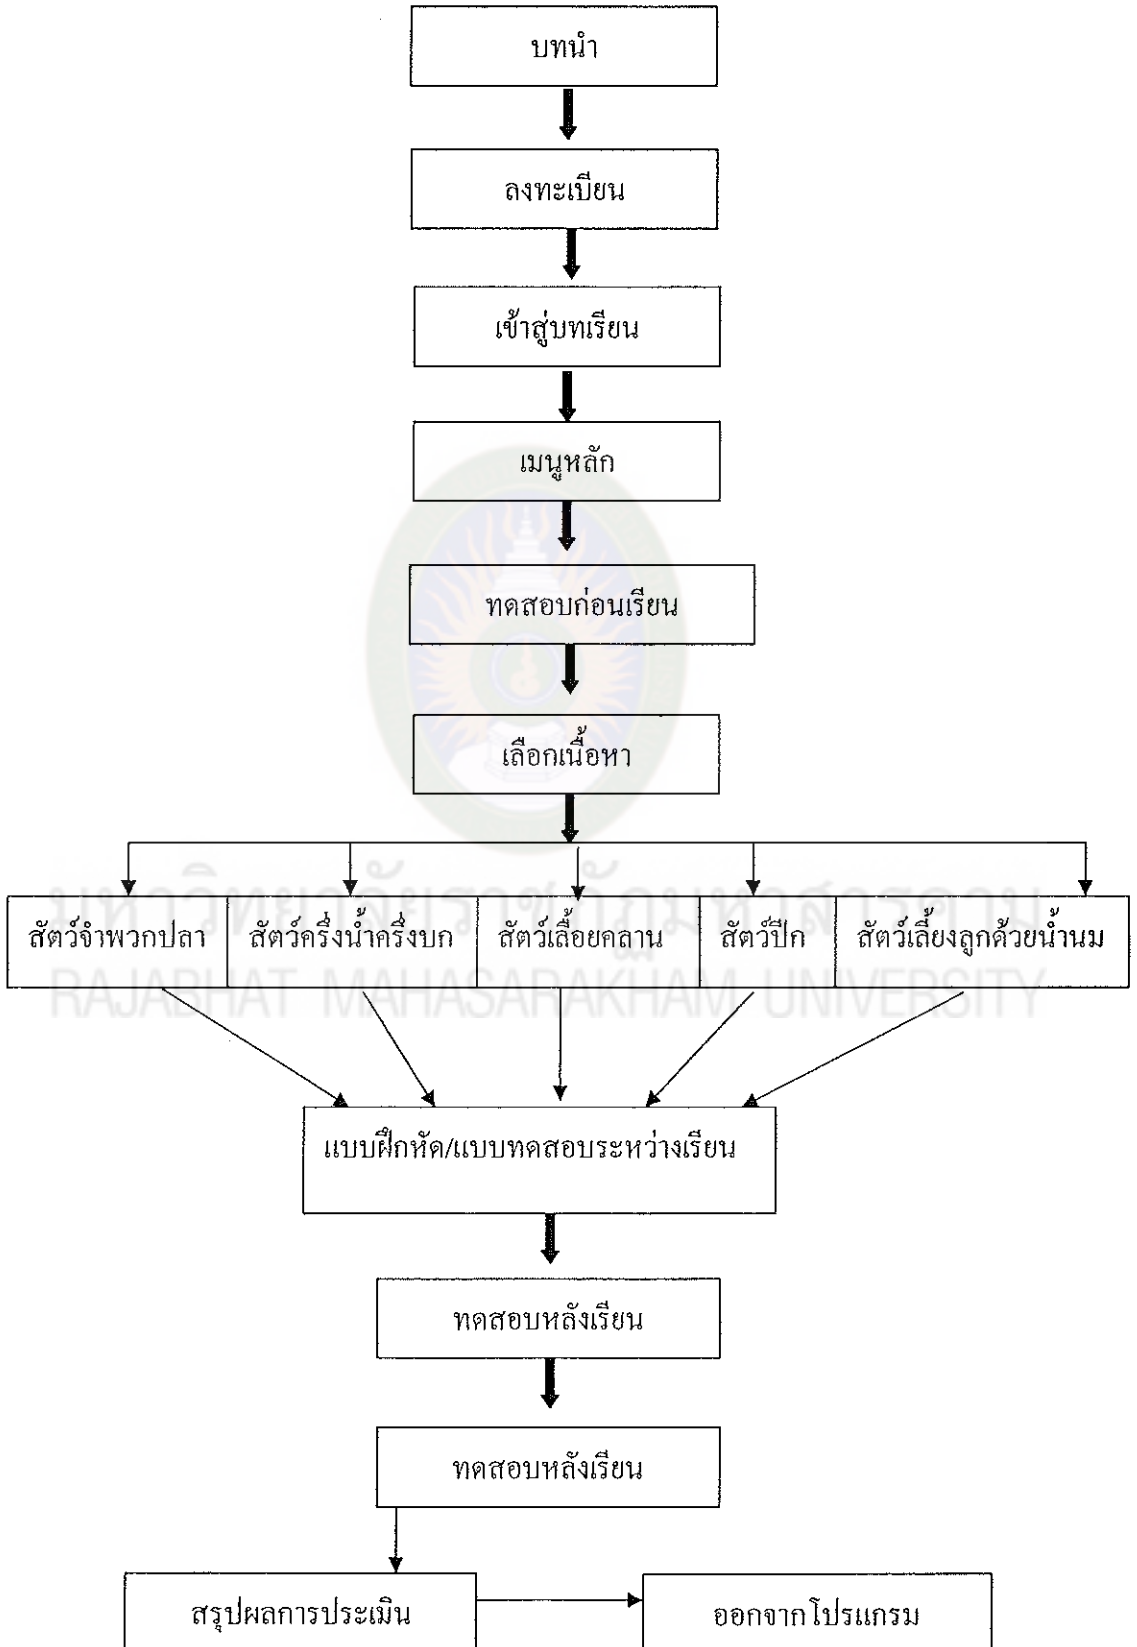 บทนำ
ลงทะเบียน
เข้าสู่บทเรียน
เมนูหลัก
ทดสอบก่อนเรียน
เลือกเนื้อหา
สัตว์จำพวกปลา
สัตว์ครึ่งน้ำครึ่งบก
สัตว์เลื้อยคลาน
สัตว์ปีก
สัตว์เลี้ยงลูกด้วยน้ำนม
มหาวิทยาลัยราชภัฏมหาสารคาม
RAJABHAT MAHASARAKHAM UNIVERSITY
แบบฝึกหัด/แบบทดสอบระหว่างเรียน
ทดสอบหลังเรียน
ทดสอบหลังเรียน
สรุปผลการประเมิน
ออกจากโปรแกรม